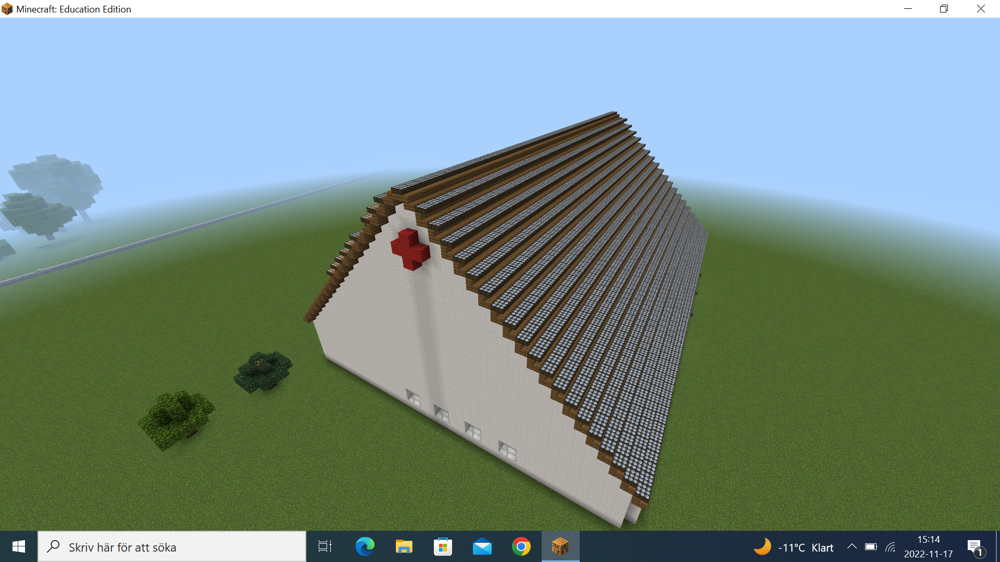 Minecraft: Education Edition
Skriv här för att söka
-11°C Klart
15:14
2022-11-17
1